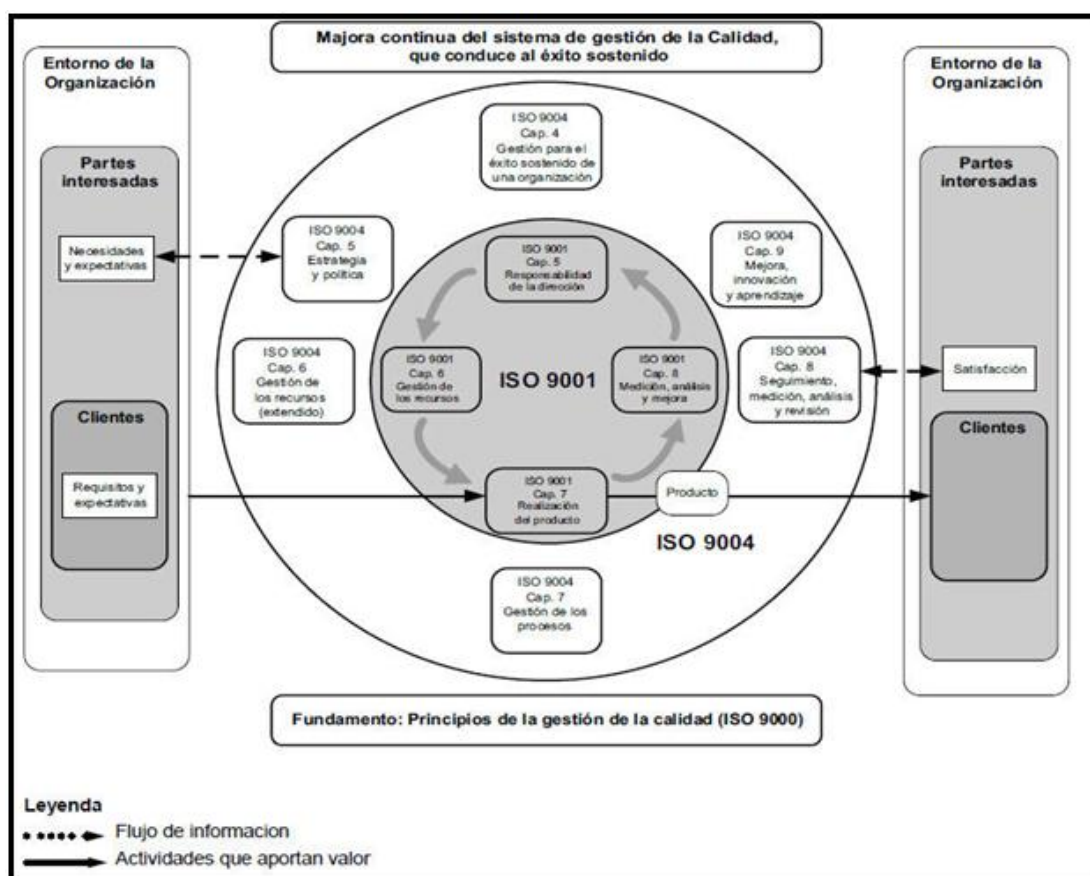 Majora continua del sistema de gestión de la Calidad,
que conduce al éxito sostenido
Entorno de la
Organización
Partes
interesadas
Necesidades
y expectativas
Clientes
Requisitos y
expectativas
ISO 9004
Cap. 4
Gestión para el
éxito sostenido de
una organización
ISO 9004
Cap. 5
Estrategia
y política
ISO 9001
Cap. 5
Responsabilidad
de la dirección
ISO 9004
Cap. 9
Mejora,
innovación
y aprendizaje
ISO 9004
Cap. 6
Gestión de
los recursos
(extendido)
ISO 9001
Cap. 6
Gestión de
los recursos
ISO 9001
ISO 9001
Cap. 8
Medición, análisis
y mejora
ISO 9004
Cap. 8
Seguimiento,
medición, análisis
y revisión
ISO 9001
Cap. 7
Realización
del producto
Producto
ISO 9004
ISO 9004
Cap. 7
Gestión de los
procesos
Entorno de la
Organización
Partes
interesadas
Satisfacción
Clientes
Fundamento: Principios de la gestión de la calidad (ISO 9000)
Leyenda
Flujo de informacion
Actividades que aportan valor